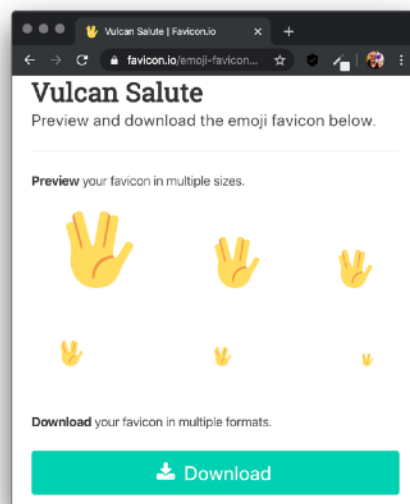 Vulcan Salute | Favicon.io
favicon.io/emoji-favicon...
Vulcan Salute
Preview and download the emoji favicon below.
Preview your favicon in multiple sizes.
Download your favicon in multiple formats.
Download